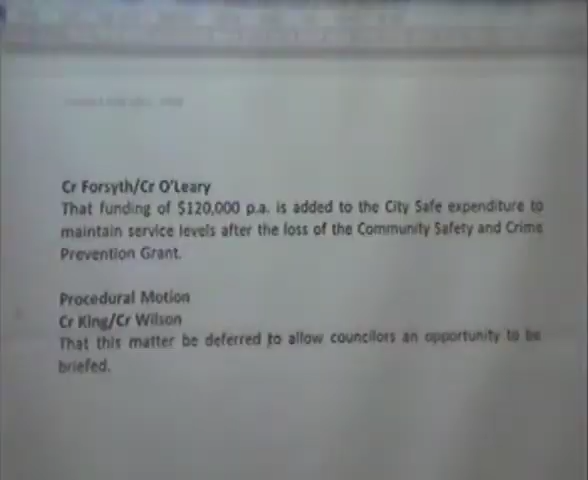 Cr Forsyth/Cr O'Leary
That funding of $120,000 p.a. is added to the City Safe expenditure to
maintain service levels after the loss of the Community Safety and Crime
Prevention Grant.
Procedural Motion
Cr King/Cr Wilson
That this matter be deferred to allow councilors an opportunity to be
briefed.